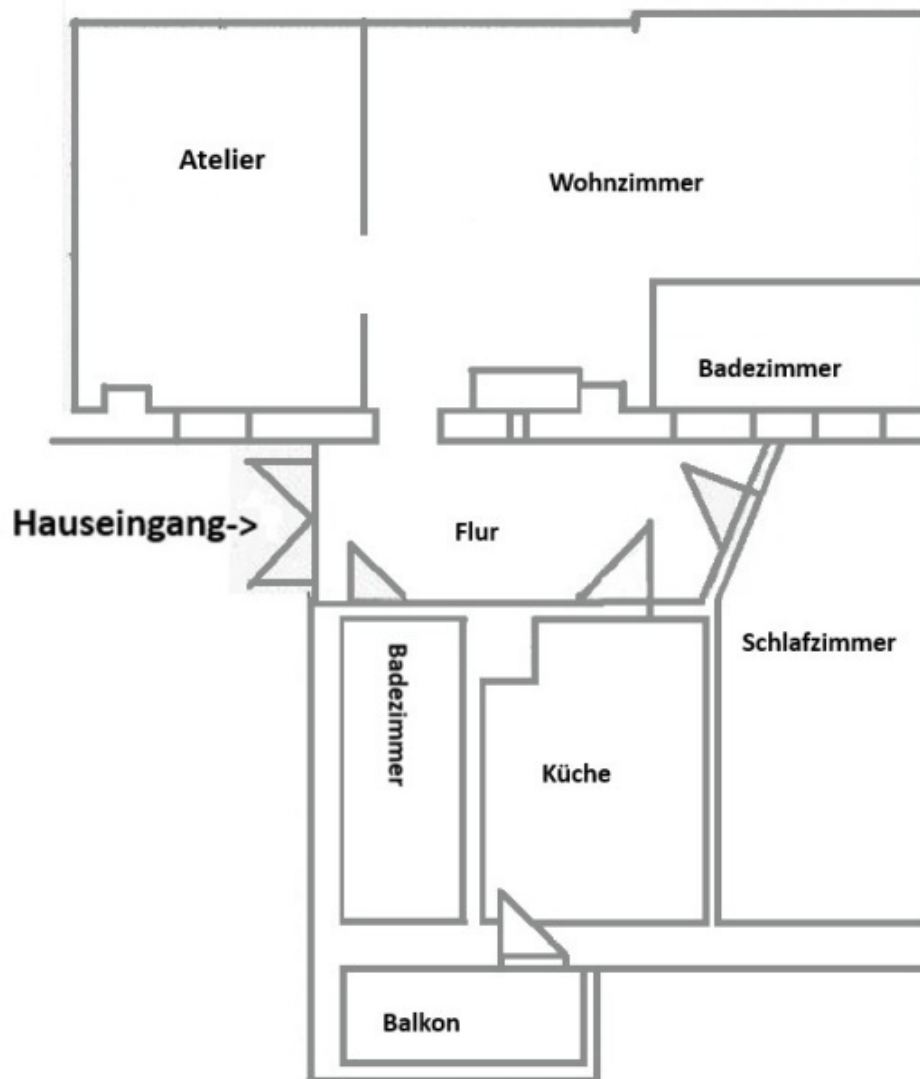 Atelier
Wohnzimmer
Badezimmer
Hauseingang->
Flur
Schlafzimmer
Badezimmer
Küche
Balkon